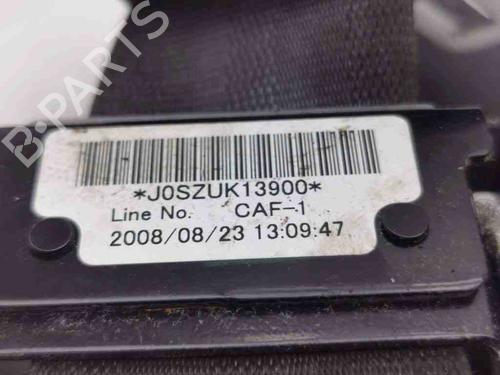 B-PARTS
*J0SZUK13900*
Line No. CAF-1
2008/08/23 13:09:47